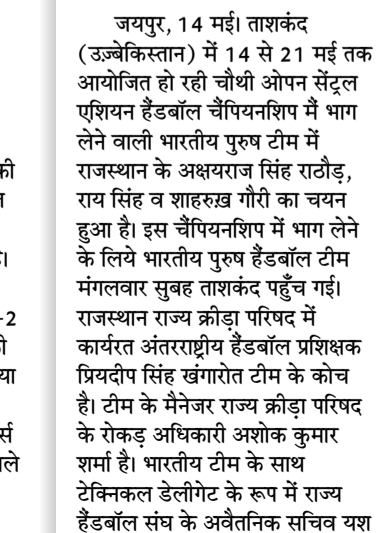 जयपुर, 14 मई। ताशकंद
(उज़्बेकिस्तान) में 14 से 21 मई तक
आयोजित हो रही चौथी ओपन सेंट्रल
एशियन हैंडबॉल चैंपियनशिप मैं भाग
लेने वाली भारतीय पुरुष टीम में
राजस्थान के अक्षयराज सिंह राठौड़,
राय सिंह व शाहरुख़ गौरी का चयन
हुआ है। इस चैंपियनशिप में भाग लेने
के लिये भारतीय पुरुष हैंडबॉल टीम
मंगलवार सुबह ताशकंद पहुँच गई।
राजस्थान राज्य क्रीड़ा परिषद में
कार्यरत अंतरराष्ट्रीय हैंडबॉल प्रशिक्षक
प्रियदीप सिंह खंगारोत टीम के कोच
है। टीम के मैनेजर राज्य क्रीड़ा परिषद
के रोकड़ अधिकारी अशोक कुमार
शर्मा है। भारतीय टीम के साथ
टेक्निकल डेलीगेट के रूप में राज्य
हैंडबॉल संघ के अवैतनिक सचिव यश